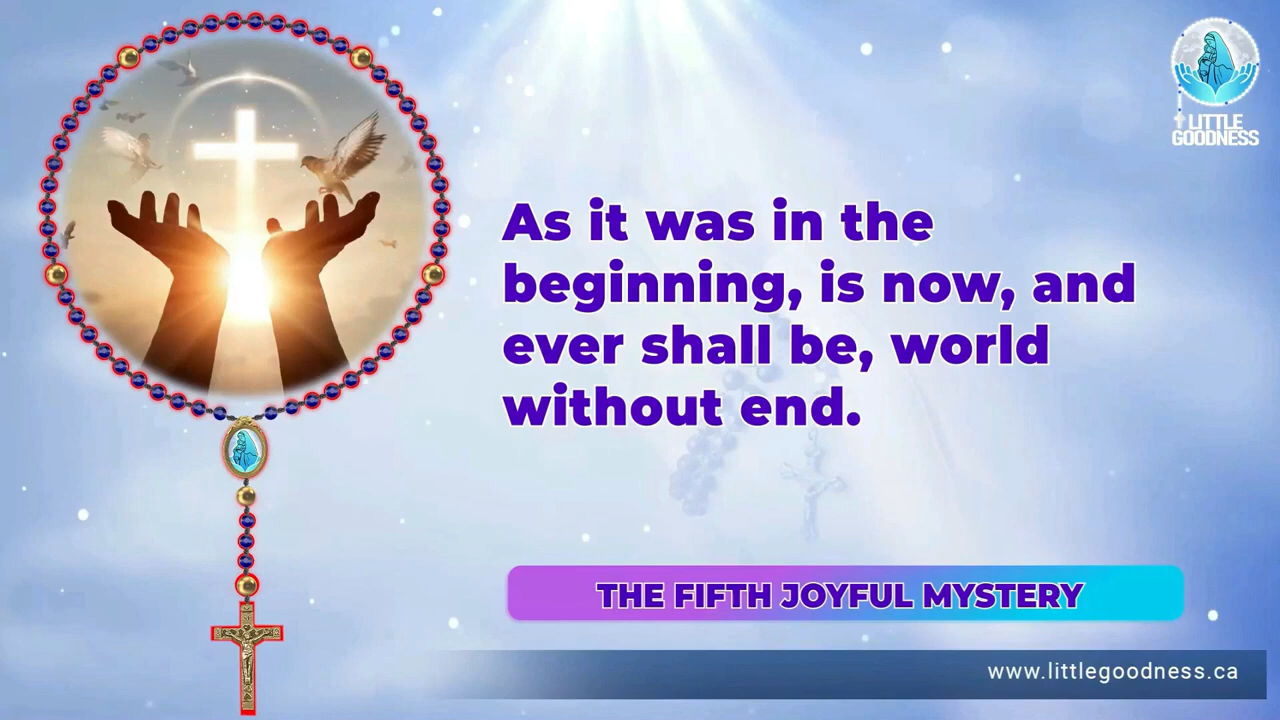 LITTLE
GOODNESS
As it was in the
beginning, is now, and
ever shall be, world
without end.
THE FIFTH JOYFUL MYSTERY
www.littlegoodness.ca